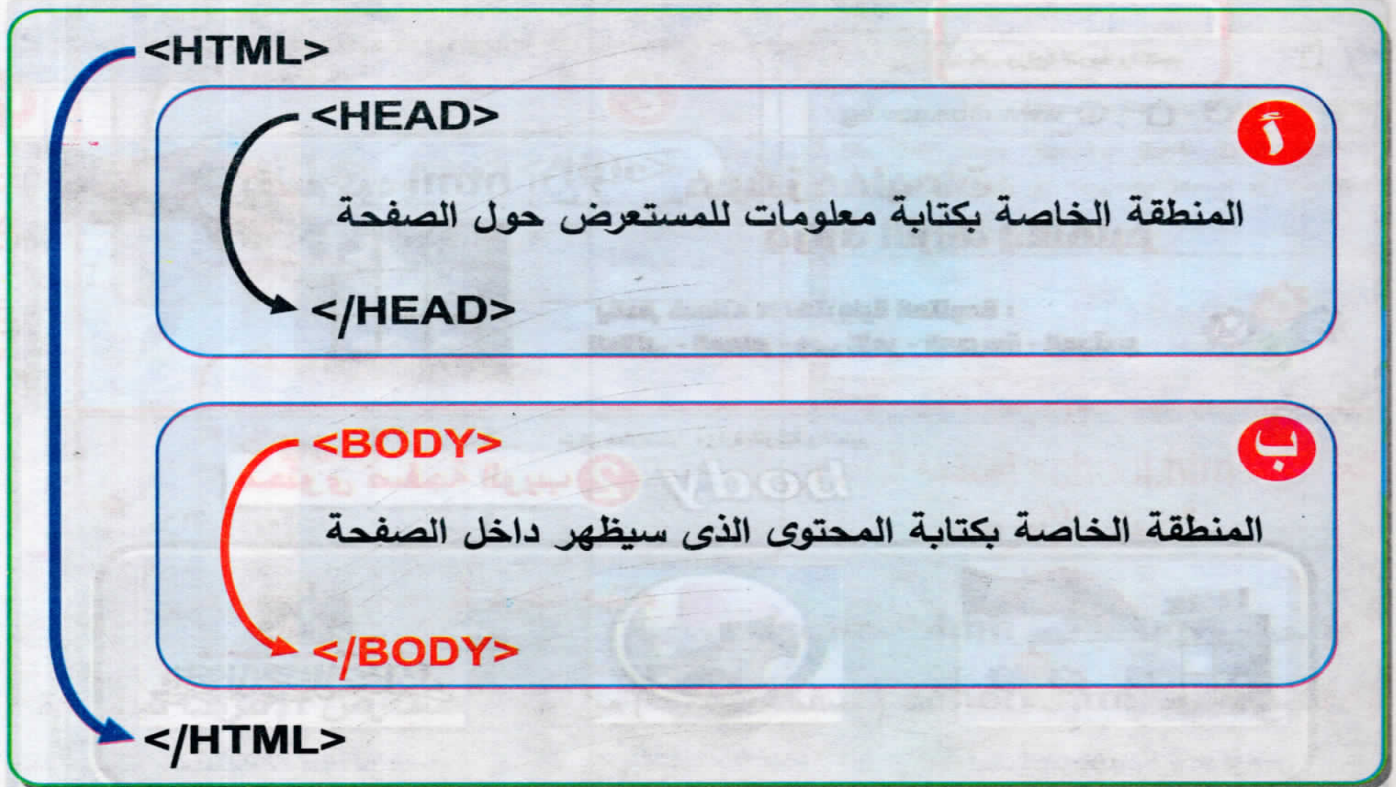 <HTML>
<HEAD>
أ
المنطقة الخاصة بكتابة معلومات للمستعرض حول الصفحة
</HEAD>
<BODY>
ب
المنطقة الخاصة بكتابة المحتوى الذى سيظهر داخل الصفحة
</BODY>
</HTML>